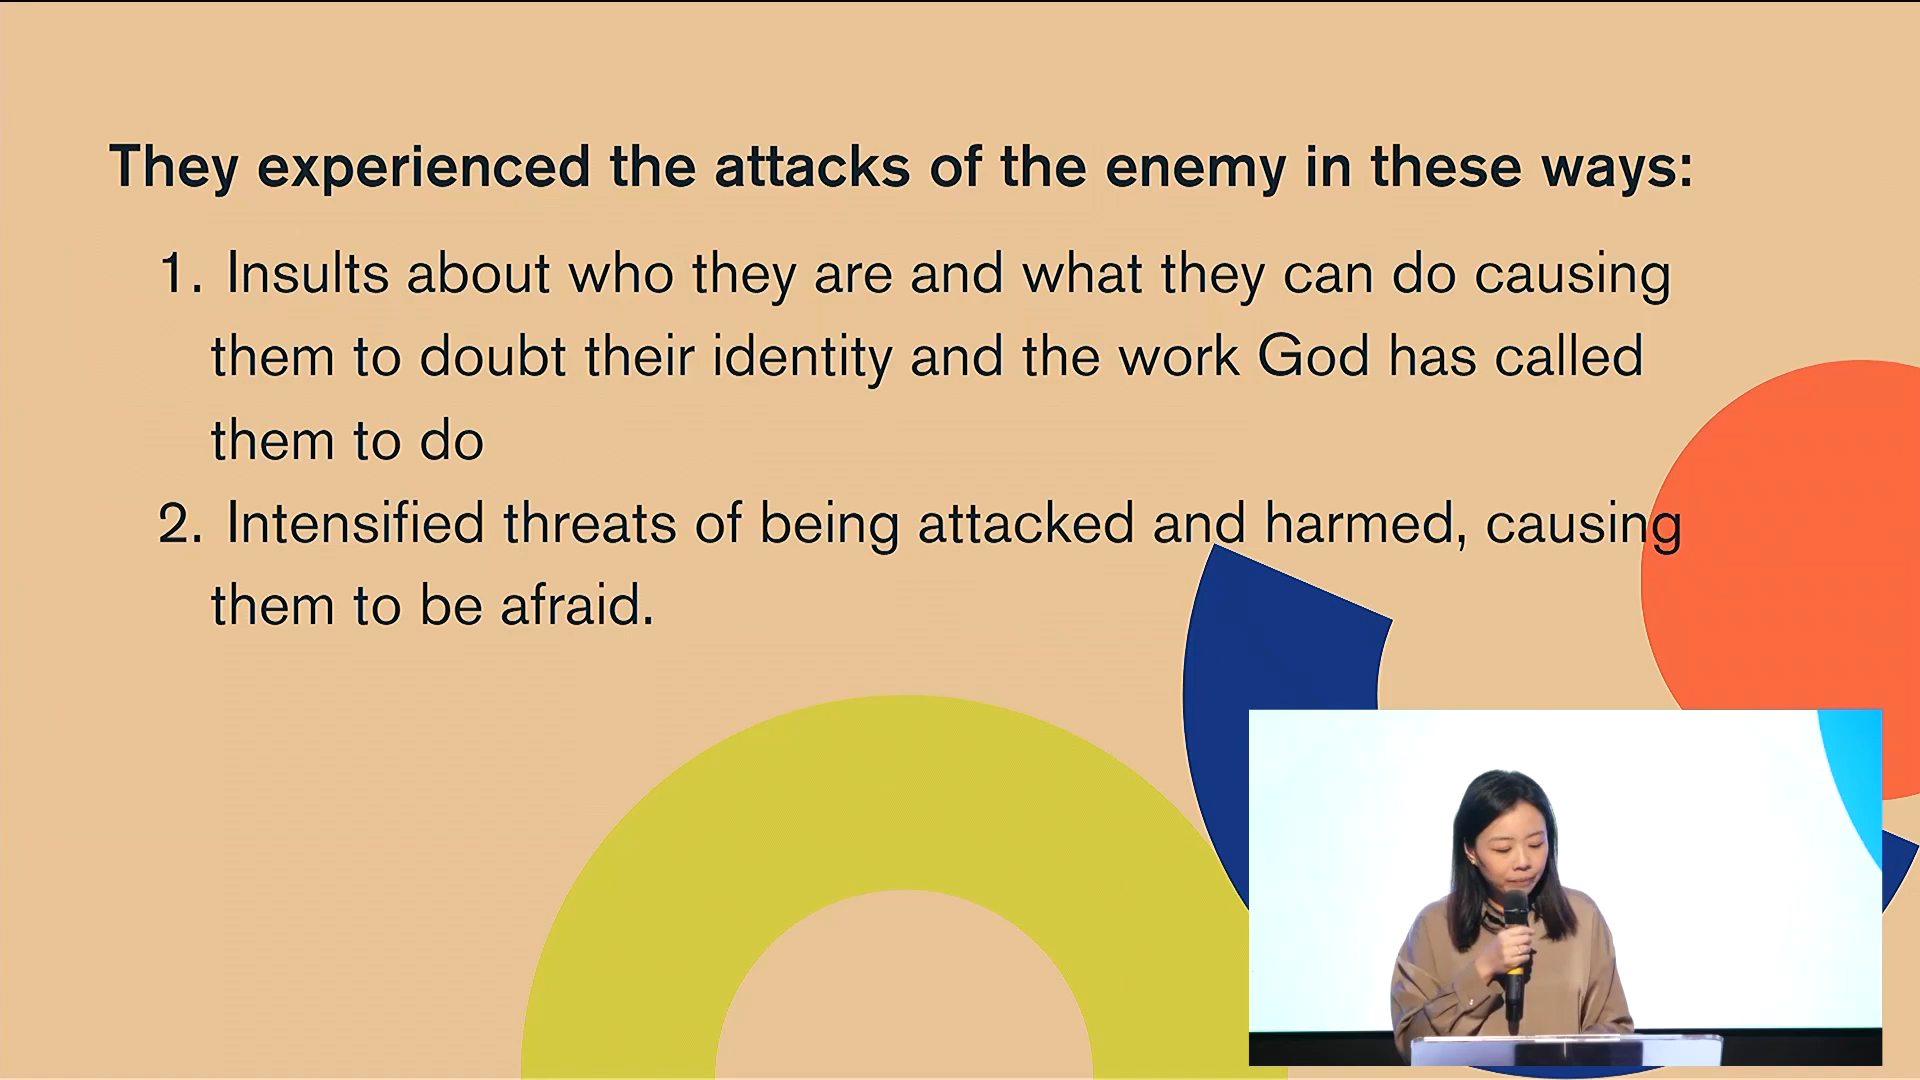 They experienced the attacks of the enemy in these ways:
1. Insults about who they are and what they can do causing
them to doubt their identity and the work God has called
them to do
2. Intensified threats of being attacked and harmed, causing
them to be afraid.